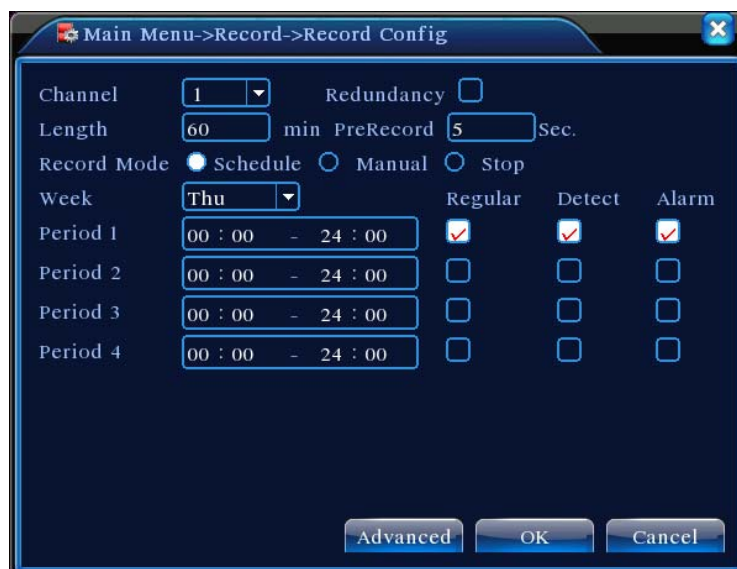 Main Menu->Record->Record Config
Channel 1 Redundancy
Length 60 min PreRecord 5 Sec.
Record Mode Schedule Manual Stop
Week Thu Regular Detect Alarm
Period 1 00 : 00 - 24 : 00
Period 2 00 : 00 - 24 : 00
Period 3 00 : 00 - 24 : 00
Period 4 00 : 00 - 24 : 00
Advanced OK Cancel